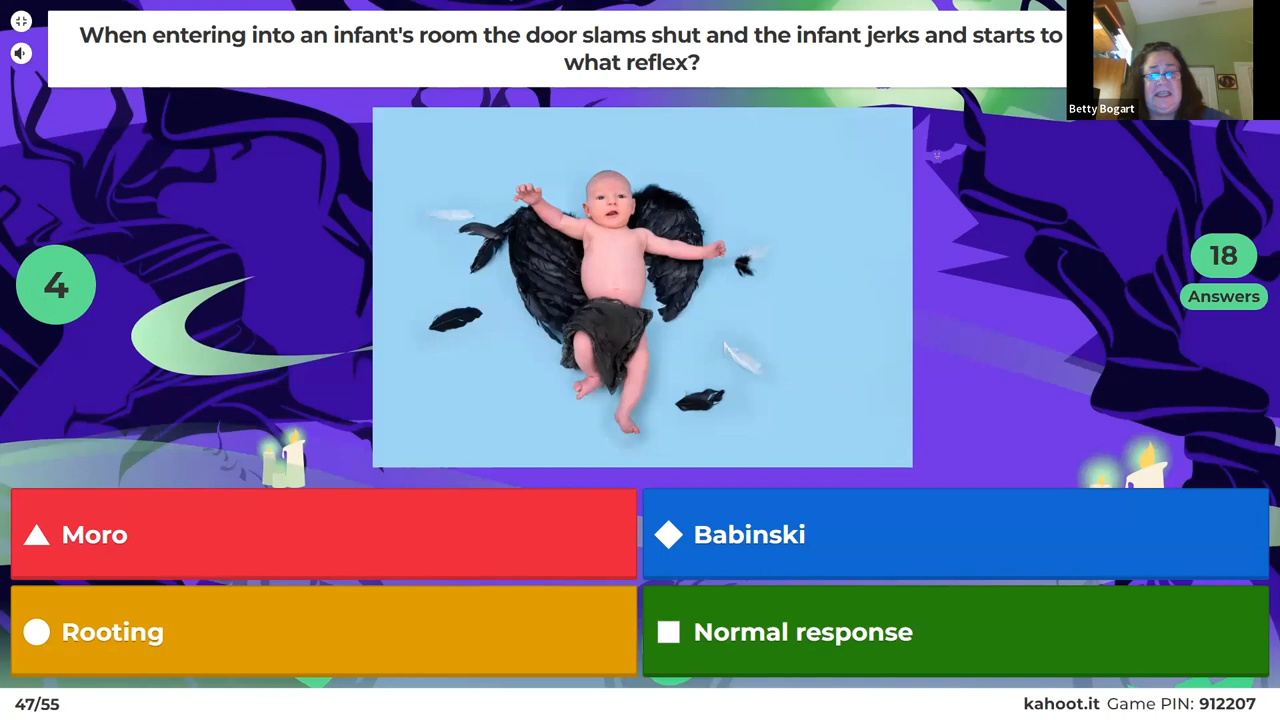 When entering into an infant's room the door slams shut and the infant jerks and starts to
what reflex?
Betty Bogart
4
18
Answers
Moro
Babinski
Rooting
Normal response
47/55
kahoot.it Game PIN: 912207